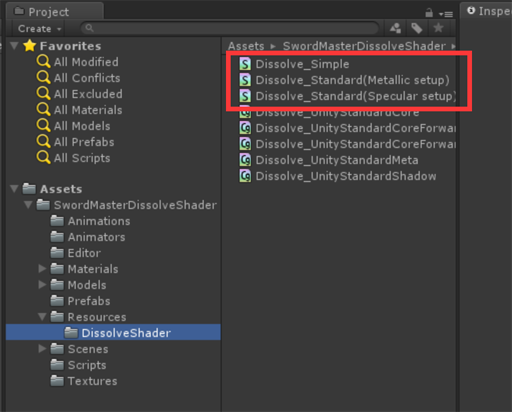 Project
Inspe
Create
Favorites
All Modified
All Conflicts
All Excluded
All Materials
All Models
All Prefabs
All Scripts
Assets
SwordMasterDissolveShader
Animations
Animators
Editor
Materials
Models
Prefabs
Resources
DissolveShader
Scenes
Scripts
Textures
Assets SwordMasterDissolveShader
Dissolve_Simple
Dissolve_Standard(Metallic setup)
Dissolve_Standard(Specular setup)
Dissolve_UnityStandardCore
Dissolve_UnityStandardCoreForwar
Dissolve_UnityStandardCoreForwar
Dissolve_UnityStandardMeta
Dissolve_UnityStandardShadow